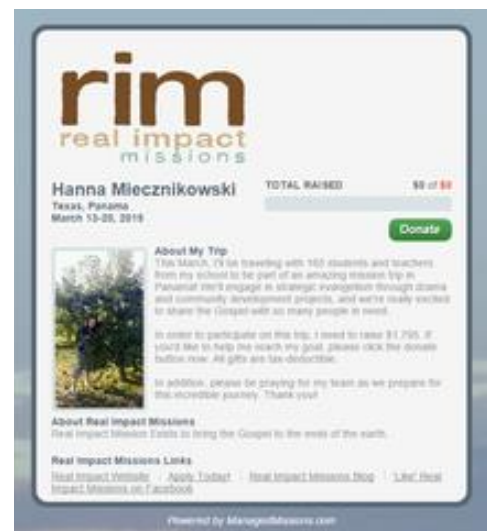 rim
real impact
missions
Hanna Miecznikowski
Texas, Panama
March 13-20, 2015
TOTAL RAISED $0 of $0
Donate
About My Trip
This March, I'll be traveling with 162 students and teachers
from my school to be part of an amazing mission trip in
Panama! We'll engage in strategic evangelism through drama
and community development projects, and we're really excited
to share the Gospel with so many people in need.
In order to participate on this trip, I need to raise $1,795. If
you'd like to help me reach my goal, please click the donate
button now. All gifts are tax-deductible.
In addition, please be praying for my team as we prepare for
this incredible journey. Thank you!
About Real Impact Missions
Real Impact Mission Exists to bring the Gospel to the ends of the earth.
Real Impact Missions Links
Real Impact Website | Apply Today! | Real Impact Missions Blog | 'Like' Real
Impact Missions on Facebook
Powered by ManagedMissions.com